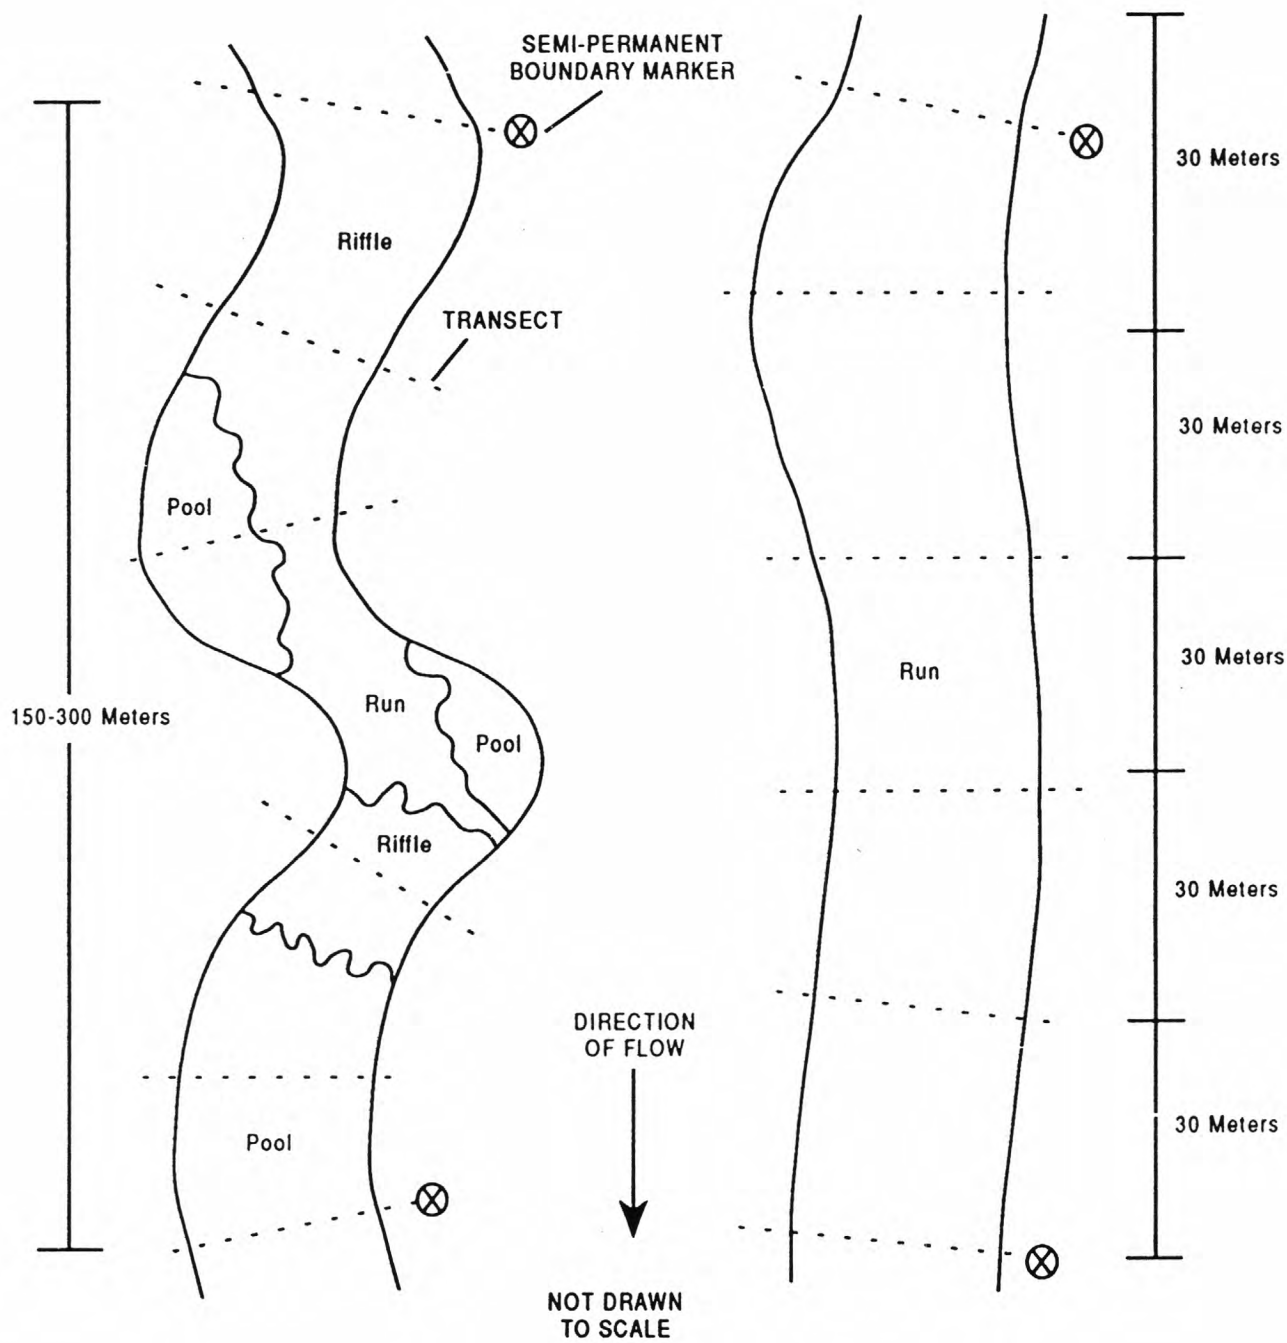 SEMI-PERMANENT
BOUNDARY MARKER
30 Meters
Riffle
TRANSECT
30 Meters
Pool
30 Meters
Run
Run
150-300 Meters
Pool
Riffle
30 Meters
DIRECTION
OF FLOW
30 Meters
Pool
NOT DRAWN
TO SCALE